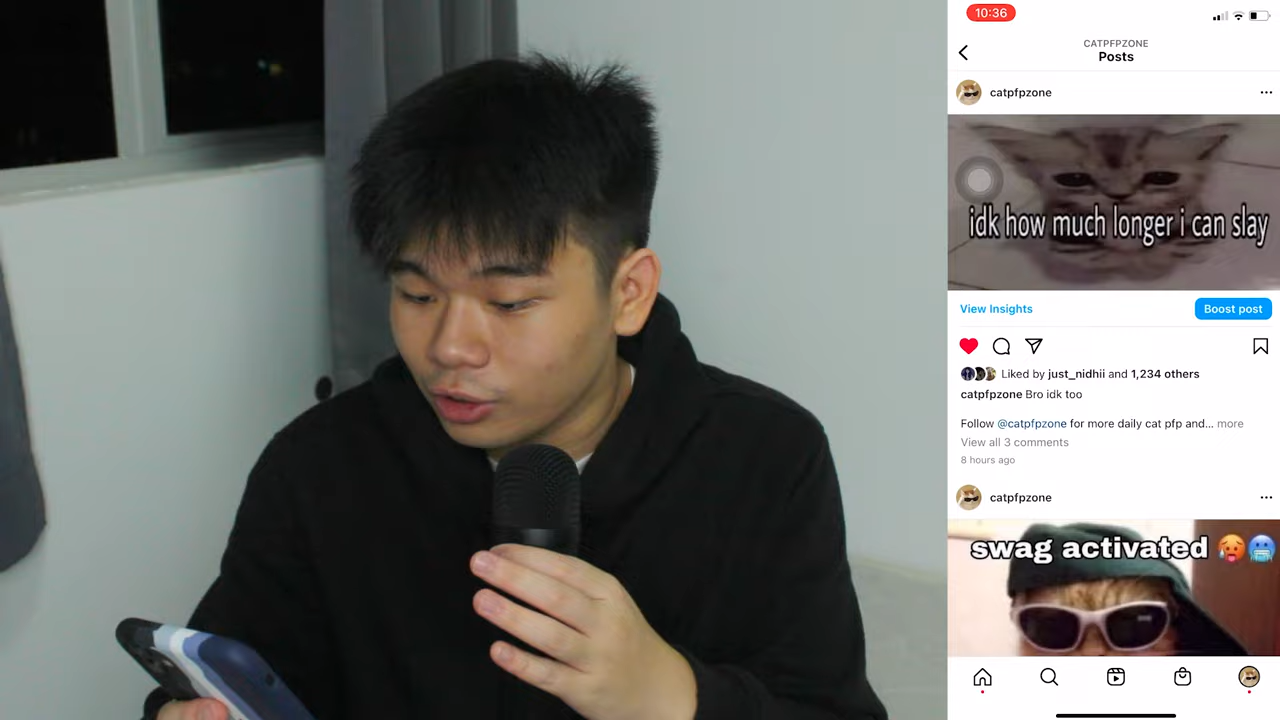 10:36
CATPFPZONE
Posts
catpfpzone
idk how much longer i can slay
View Insights
Boost post
Liked by just_nidhii and 1,234 others
catpfpzone Bro idk too
Follow @catpfpzone for more daily cat pfp and... more
View all 3 comments
8 hours ago
catpfpzone
swag activated 🥵🥶